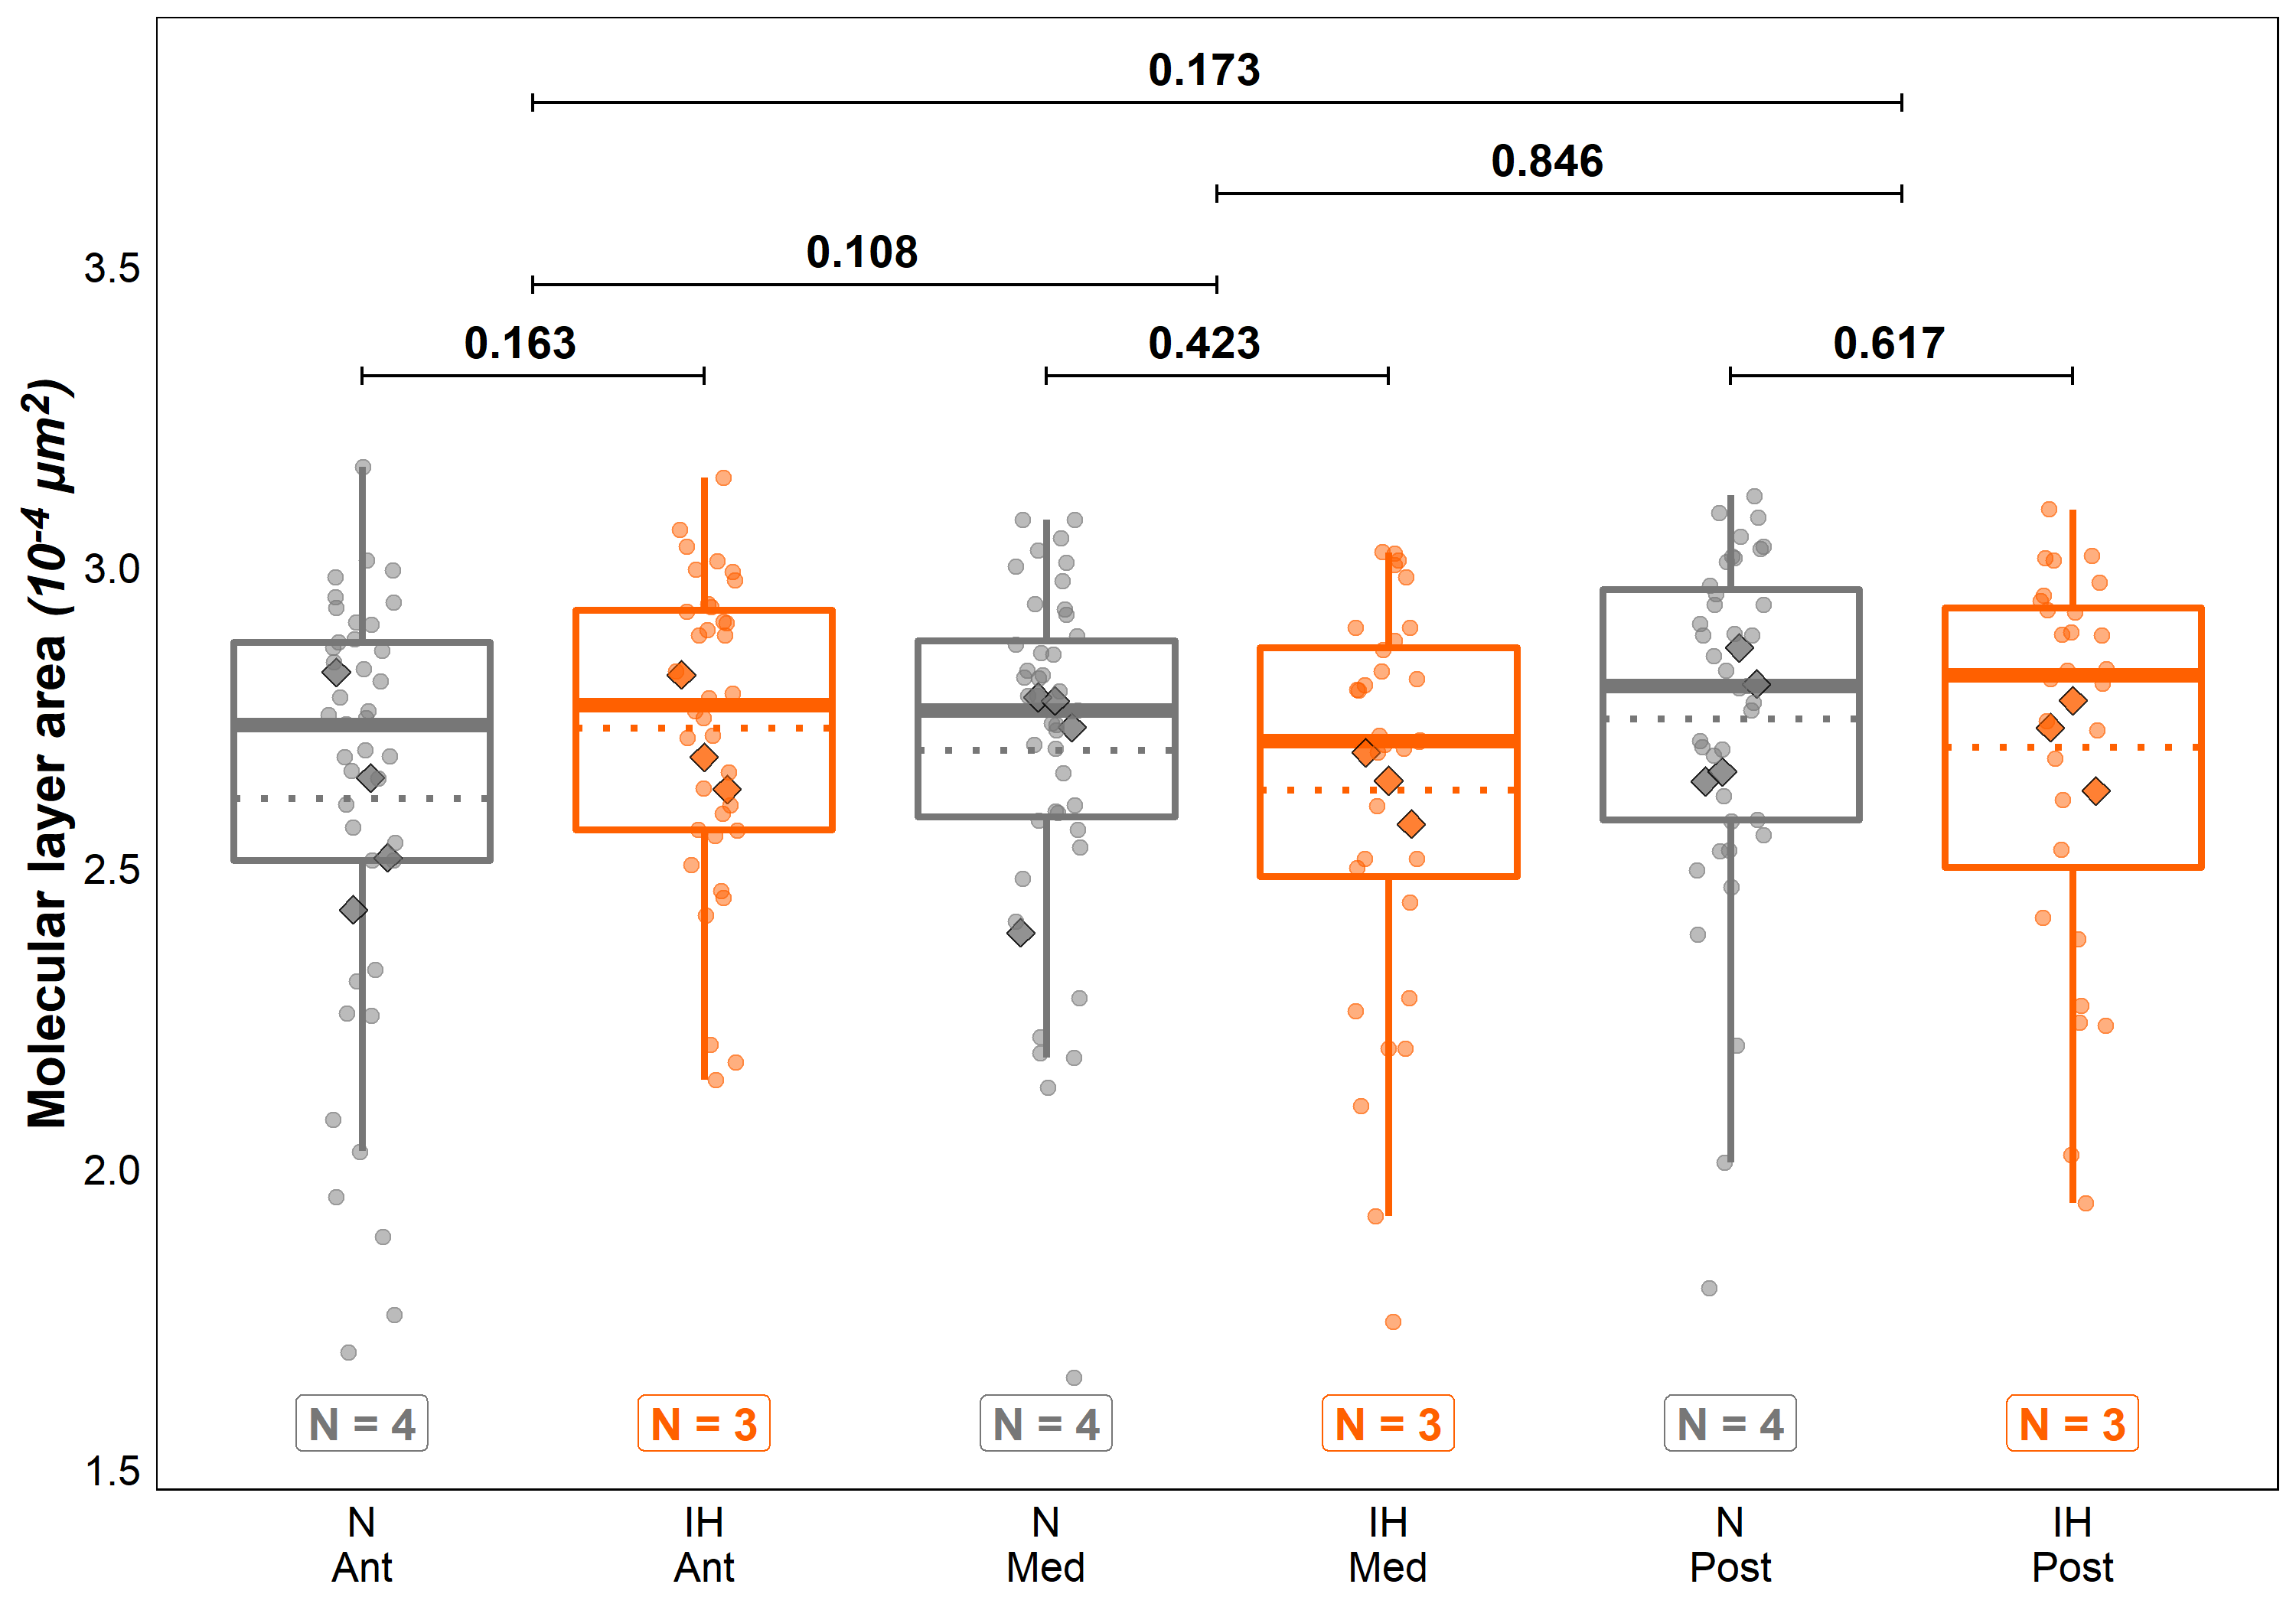 0.173
0.846
0.108
0.163
0.423
0.617
Molecular layer area (10⁻⁴ µm²)
3.5
3.0
2.5
2.0
1.5
N = 4
N = 3
N = 4
N = 3
N = 4
N = 3
N
Ant
IH
Ant
N
Med
IH
Med
N
Post
IH
Post